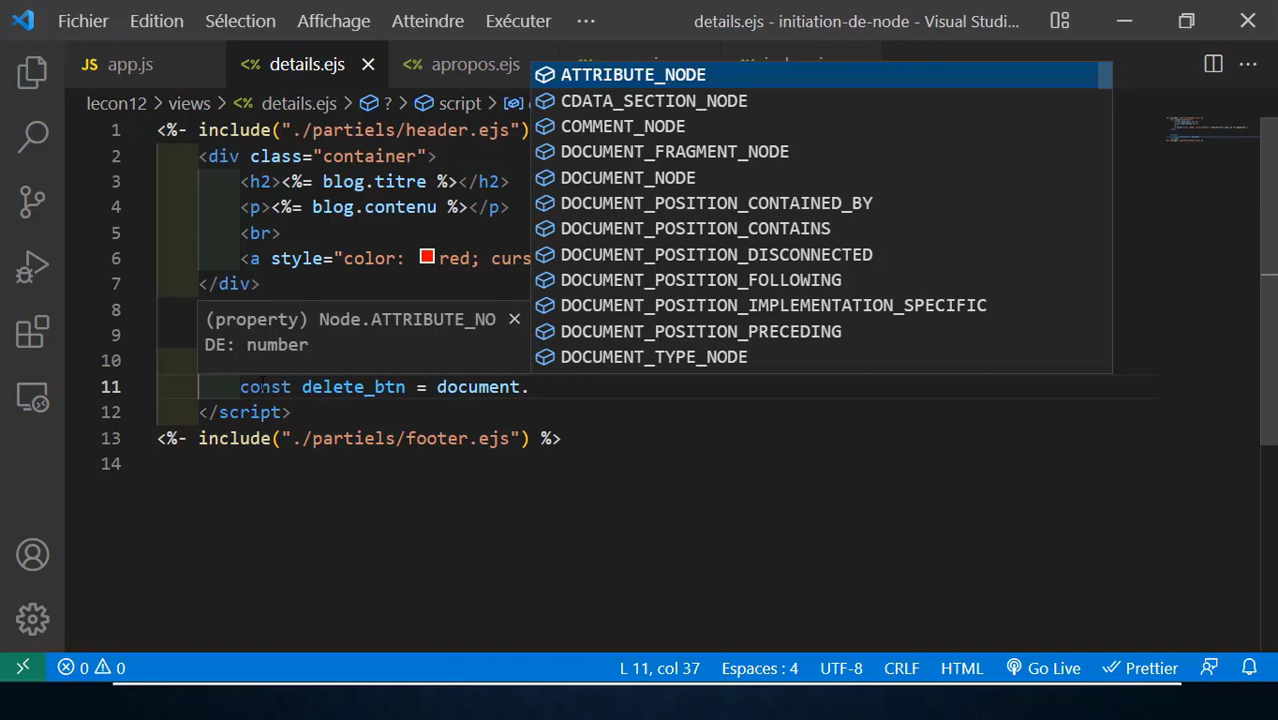 Fichier Edition Sélection Affichage Atteindre Exécuter ··· details.ejs - initiation-de-node - Visual Studi...
JS app.js <% details.ejs <% apropos.ejs
lecon12 > views > <% details.ejs > ? > script >
1 <%- include("./partiels/header.ejs")
2 <div class="container">
3 <h2><%= blog.titre %></h2>
4 <p><%= blog.contenu %></p>
5 <br>
6 <a style="color: red; curs
7 </div>
8
9
10
11 const delete_btn = document.
12 </script>
13 <%- include("./partiels/footer.ejs") %>
14
ATTRIBUTE_NODE
CDATA_SECTION_NODE
COMMENT_NODE
DOCUMENT_FRAGMENT_NODE
DOCUMENT_NODE
DOCUMENT_POSITION_CONTAINED_BY
DOCUMENT_POSITION_CONTAINS
DOCUMENT_POSITION_DISCONNECTED
DOCUMENT_POSITION_FOLLOWING
DOCUMENT_POSITION_IMPLEMENTATION_SPECIFIC
DOCUMENT_POSITION_PRECEDING
DOCUMENT_TYPE_NODE
(property) Node.ATTRIBUTE_NO
DE: number
0 0 L 11, col 37 Espaces : 4 UTF-8 CRLF HTML Go Live Prettier